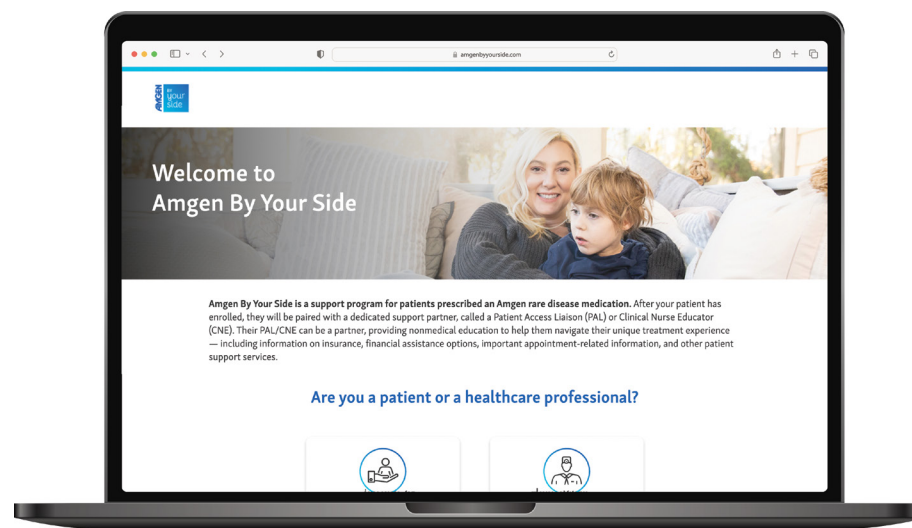 amgenbyyourside.com
AMGEN
BY
your
side
Welcome to
Amgen By Your Side
Amgen By Your Side is a support program for patients prescribed an Amgen rare disease medication. After your patient has
enrolled, they will be paired with a dedicated support partner, called a Patient Access Liaison (PAL) or Clinical Nurse Educator
(CNE). Their PAL/CNE can be a partner, providing nonmedical education to help them navigate their unique treatment experience
— including information on insurance, financial assistance options, important appointment-related information, and other patient
support services.
Are you a patient or a healthcare professional?